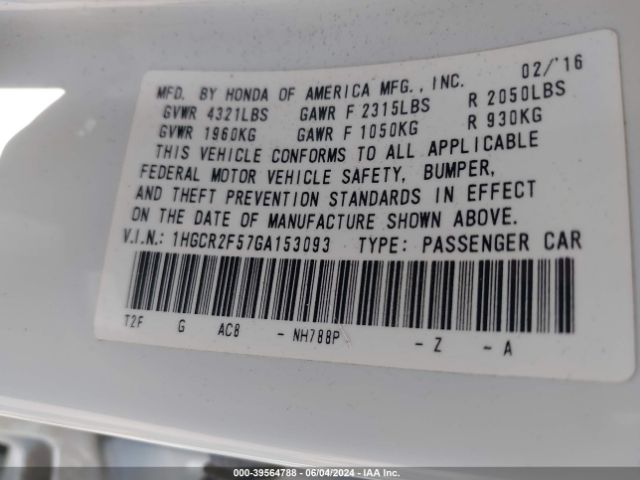 MFD. BY HONDA OF AMERICA MFG., INC. 02/'16
GVWR 4321LBS GAWR F 2315LBS R 2050LBS
GVWR 1960KG GAWR F 1050KG R 930KG
THIS VEHICLE CONFORMS TO ALL APPLICABLE
FEDERAL MOTOR VEHICLE SAFETY, BUMPER,
AND THEFT PREVENTION STANDARDS IN EFFECT
ON THE DATE OF MANUFACTURE SHOWN ABOVE.
V.I.N.: 1HGCR2F57GA153093 TYPE: PASSENGER CAR
T2F G AC8 - NH788P - Z - A
000-39564788 - 06/04/2024 - IAA Inc.